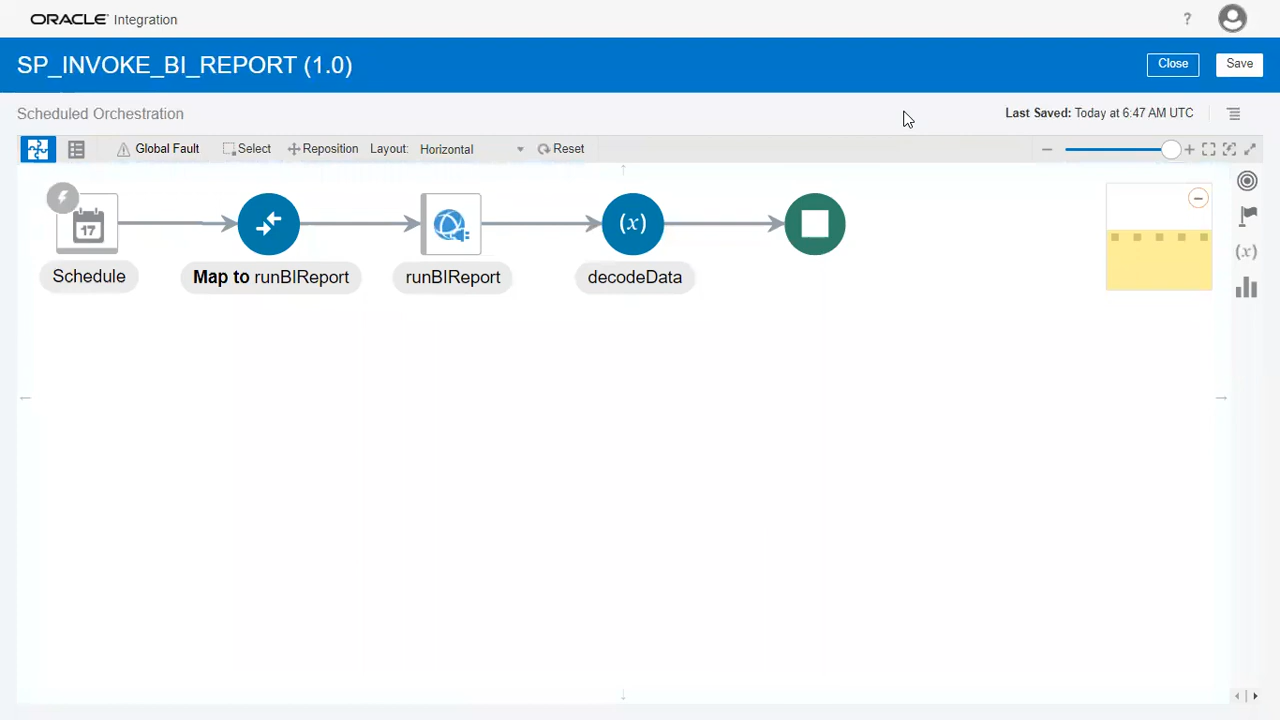 ORACLE Integration ?
SP_INVOKE_BI_REPORT (1.0) Close Save
Scheduled Orchestration Last Saved: Today at 6:47 AM UTC
Global Fault Select Reposition Layout: Horizontal Reset
17 (x)
(x)
Schedule Map to runBIReport runBIReport decodeData